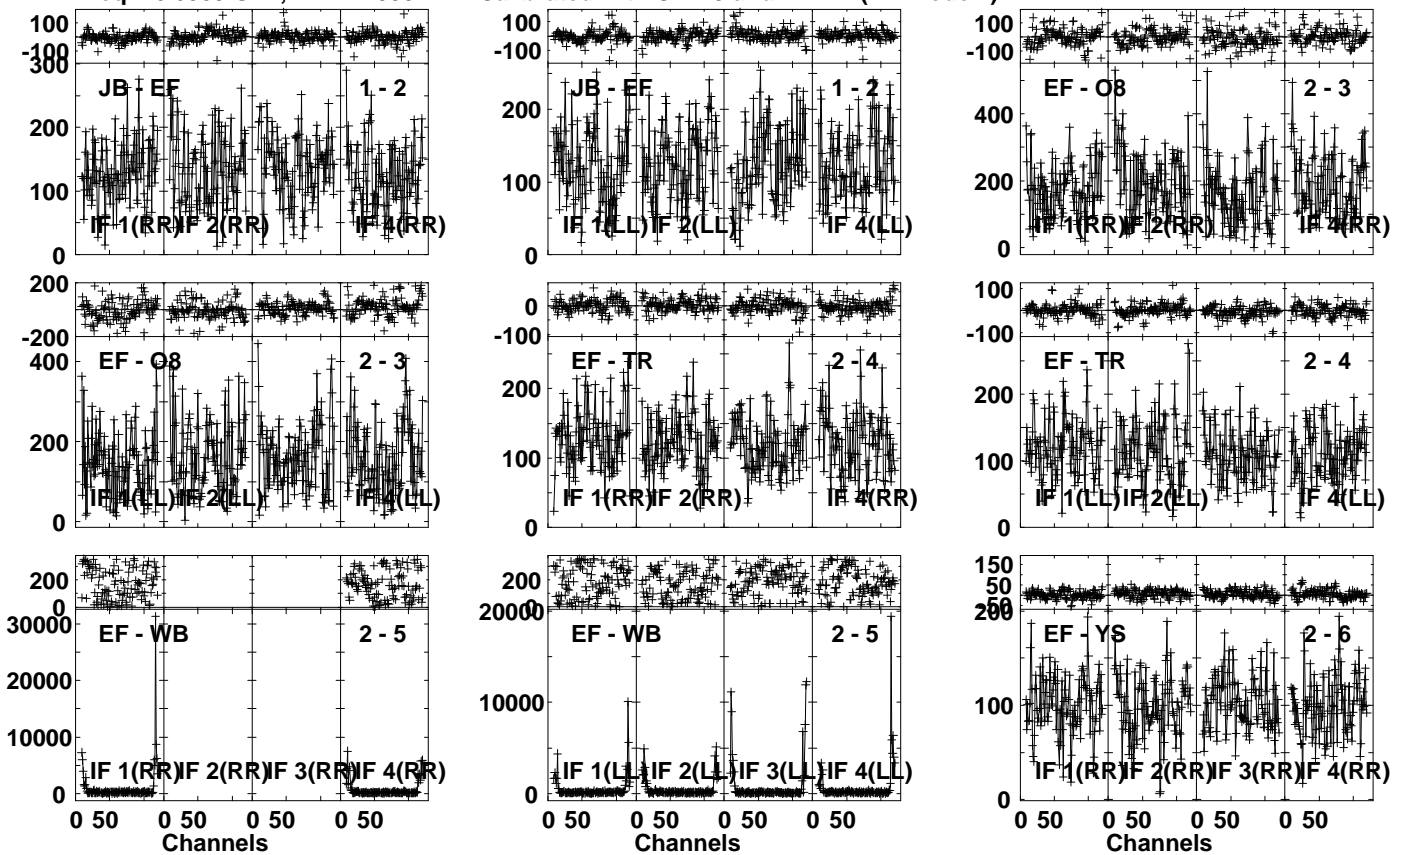 100
-100
300
200
100
0
JB - EF
1 - 2
IF 1(RR)
IF 2(RR)
IF 4(RR)
100
-100
200
100
0
JB - EF
1 - 2
IF 1(LL)
IF 2(LL)
IF 4(LL)
100
-100
400
200
0
EF - O8
2 - 3
IF 1(RR)
IF 2(RR)
IF 4(RR)
200
-200
400
200
0
EF - O8
2 - 3
IF 1(LL)
IF 2(LL)
IF 4(LL)
0
-100
200
100
0
EF - TR
2 - 4
IF 1(RR)
IF 2(RR)
IF 4(RR)
100
-100
200
100
0
EF - TR
2 - 4
IF 1(LL)
IF 2(LL)
IF 4(LL)
200
0
30000
20000
10000
0
EF - WB
2 - 5
IF 1(RR)
IF 2(RR)
IF 3(RR)
IF 4(RR)
0 50 0 50 0 50 0 50
Channels
200
0
20000
10000
0
EF - WB
2 - 5
IF 1(LL)
IF 2(LL)
IF 3(LL)
IF 4(LL)
0 50 0 50 0 50 0 50
Channels
150
50
-50
200
100
0
EF - YS
2 - 6
IF 1(RR)
IF 2(RR)
IF 3(RR)
IF 4(RR)
0 50 0 50 0 50 0 50
Channels